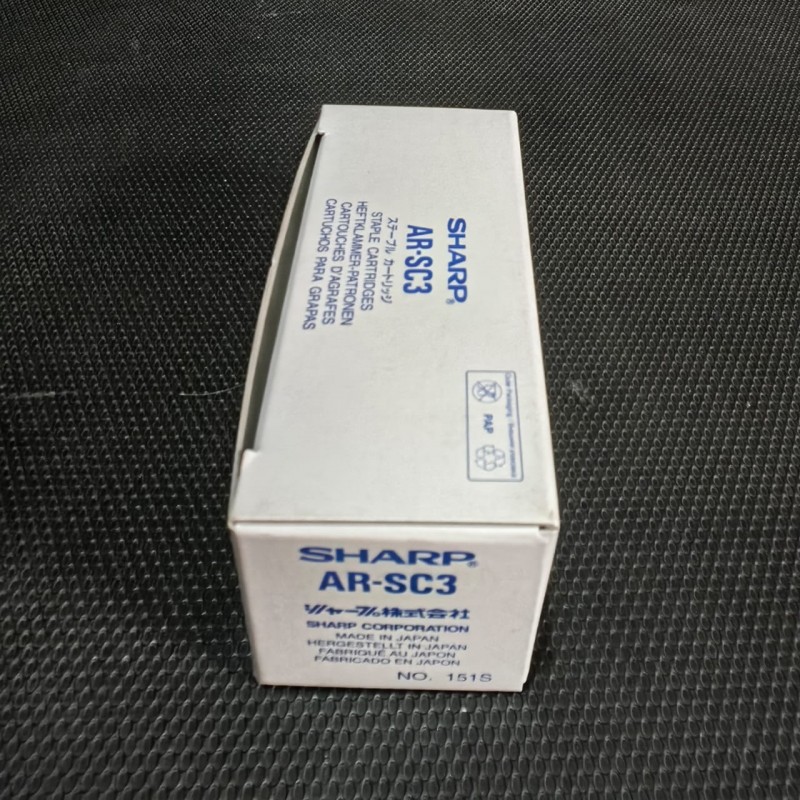 SHARP®
AR-SC3
ステープル カートリッジ
STAPLE CARTRIDGES
HEFTKLAMMER-PATRONEN
CARTOUCHES D'AGRAFES
CARTUCHOS PARA GRAPAS
PAP
SHARP®
AR-SC3
シャープ株式会社
SHARP CORPORATION
MADE IN JAPAN
HERGESTELLT IN JAPAN
FABRIQUÉ AU JAPON
FABRICADO EN JAPON
NO. 151S